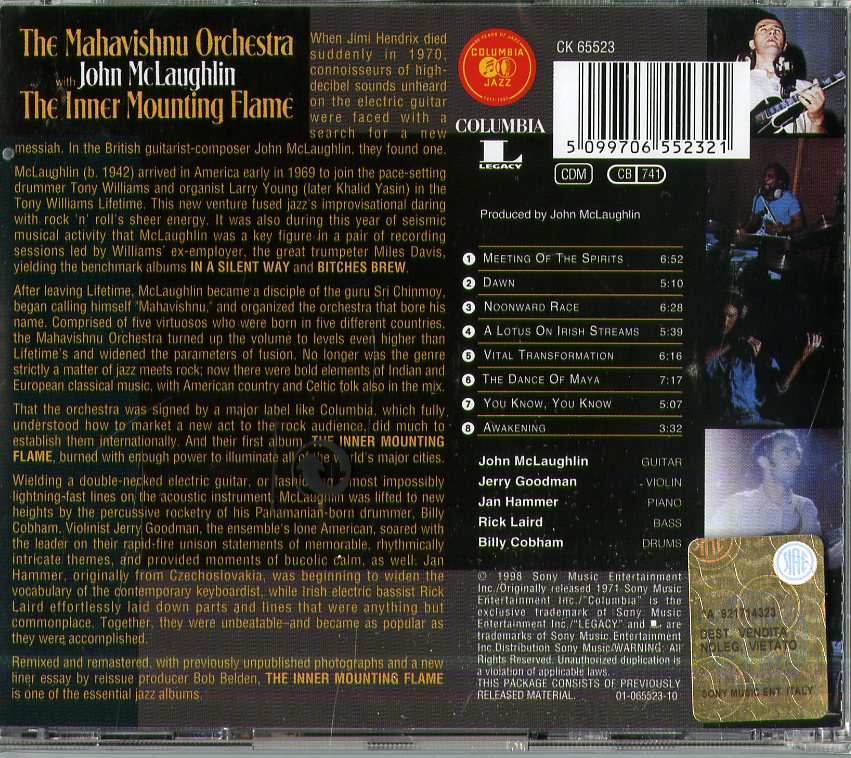 The Mahavishnu Orchestra
with John McLaughlin
The Inner Mounting Flame
When Jimi Hendrix died
suddenly in 1970,
connoisseurs of high-
decibel sounds unheard
on the electric guitar
were faced with a
search for a new
messiah. In the British guitarist-composer John McLaughlin, they found one.
McLaughlin (b. 1942) arrived in America early in 1969 to join the pace-setting
drummer Tony Williams and organist Larry Young (later Khalid Yasin) in the
Tony Williams Lifetime. This new venture fused jazz's improvisational daring
with rock 'n' roll's sheer energy. It was also during this year of seismic
musical activity that McLaughlin was a key figure in a pair of recording
sessions led by Williams' ex-employer, the great trumpeter Miles Davis,
yielding the benchmark albums IN A SILENT WAY and BITCHES BREW.
After leaving Lifetime, McLaughlin became a disciple of the guru Sri Chinmoy,
began calling himself "Mahavishnu," and organized the orchestra that bore his
name. Comprised of five virtuosos who were born in five different countries,
the Mahavishnu Orchestra turned up the volume to levels even higher than
Lifetime's and widened the parameters of fusion. No longer was the genre
strictly a matter of jazz meets rock; now there were bold elements of Indian and
European classical music, with American country and Celtic folk also in the mix.
That the orchestra was signed by a major label like Columbia, which fully
understood how to market a new act to the rock audience, did much to
establish them internationally. And their first album, THE INNER MOUNTING
FLAME, burned with enough power to illuminate all of the world's major cities.
Wielding a double-necked electric guitar, or fashioning almost impossibly
lightning-fast lines on the acoustic instrument, McLaughlin was lifted to new
heights by the percussive rocketry of his Panamanian-born drummer, Billy
Cobham. Violinist Jerry Goodman, the ensemble's lone American, soared with
the leader on their rapid-fire unison statements of memorable, rhythmically
intricate themes, and provided moments of bucolic calm, as well. Jan
Hammer, originally from Czechoslovakia, was beginning to widen the
vocabulary of the contemporary keyboardist, while Irish electric bassist Rick
Laird effortlessly laid down parts and lines that were anything but
commonplace. Together, they were unbeatable–and became as popular as
they were accomplished.
Remixed and remastered, with previously unpublished photographs and a new
liner essay by reissue producer Bob Belden, THE INNER MOUNTING FLAME
is one of the essential jazz albums.
YEARS OF JAZZ
COLUMBIA
JAZZ
1917-1997
CK 65523
COLUMBIA
L
LEGACY
5 099706 552321
CDM
CB 741
Produced by John McLaughlin
1 Meeting Of The Spirits 6:52
2 Dawn 5:10
3 Noonward Race 6:28
4 A Lotus On Irish Streams 5:39
5 Vital Transformation 6:16
6 The Dance Of Maya 7:17
7 You Know, You Know 5:07
8 Awakening 3:32
John McLaughlin GUITAR
Jerry Goodman VIOLIN
Jan Hammer PIANO
Rick Laird BASS
Billy Cobham DRUMS
© 1998 Sony Music Entertainment
Inc./Originally released 1971 Sony Music
Entertainment Inc./"Columbia" is the
exclusive trademark of Sony Music
Entertainment Inc./"LEGACY" and L are
trademarks of Sony Music Entertainment
Inc.Distribution Sony Music/WARNING: All
Rights Reserved. Unauthorized duplication is
a violation of applicable laws.
THIS PACKAGE CONSISTS OF PREVIOUSLY
RELEASED MATERIAL. 01-065523-10
SIAE
DEST. VENDITA
NOLEG. VIETATO
SONY MUSIC ENT. ITALY